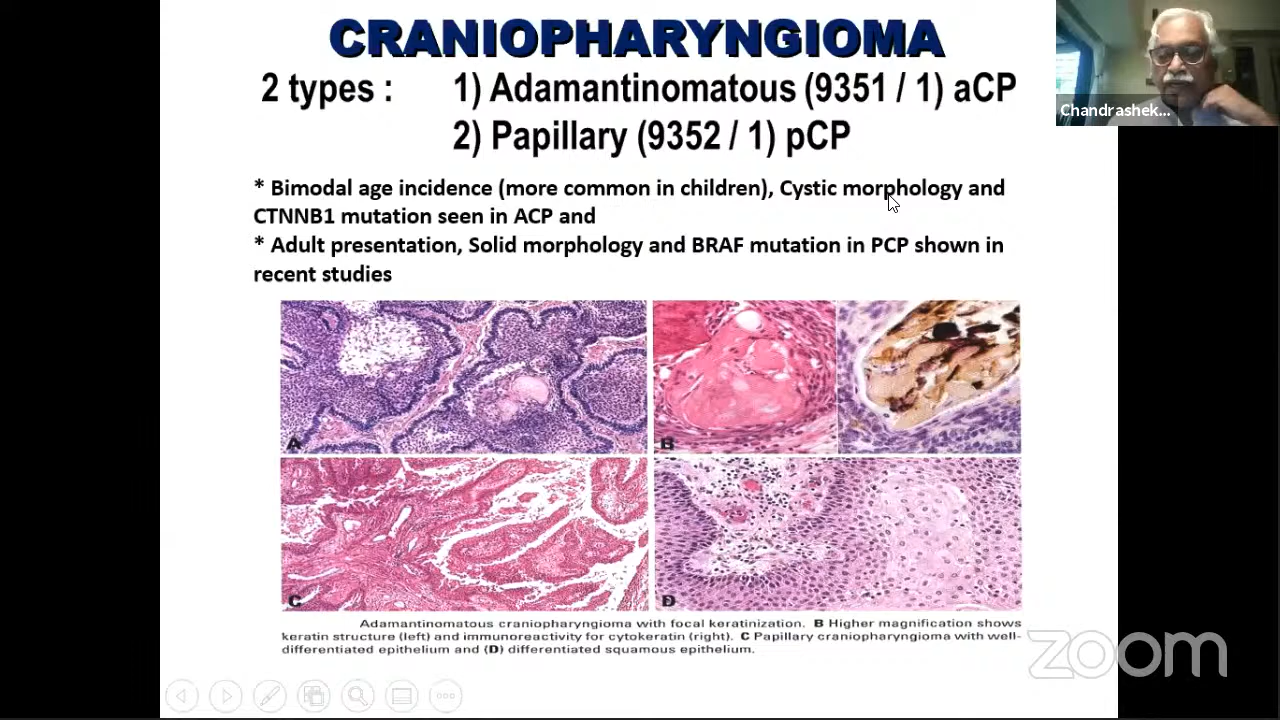 CRANIOPHARYNGIOMA
2 types : 1) Adamantinomatous (9351 / 1) aCP
2) Papillary (9352 / 1) pCP
Chandrashek...
* Bimodal age incidence (more common in children), Cystic morphology and
CTNNB1 mutation seen in ACP and
* Adult presentation, Solid morphology and BRAF mutation in PCP shown in
recent studies
A
B
C
D
Adamantinomatous craniopharyngioma with focal keratinization. B Higher magnification shows
keratin structure (left) and immunoreactivity for cytokeratin (right). C Papillary craniopharyngioma with well-
differentiated epithelium and (D) differentiated squamous epithelium.
zoom